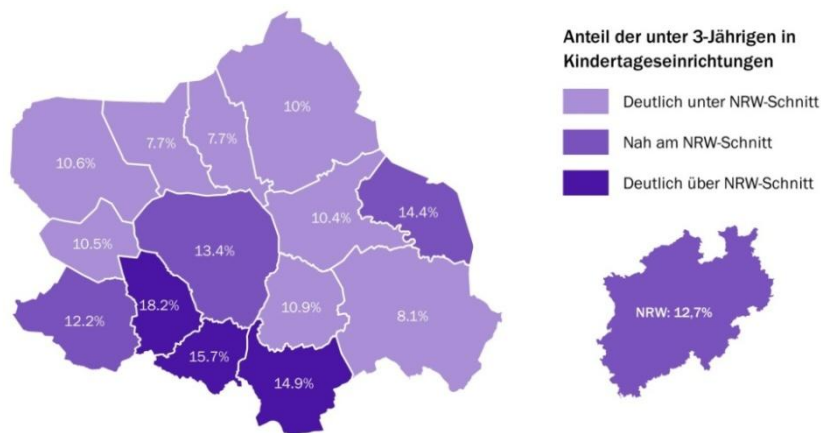 Anteil der unter 3-Jährigen in
Kindertageseinrichtungen
Deutlich unter NRW-Schnitt
Nah am NRW-Schnitt
Deutlich über NRW-Schnitt
10%
7.7%
7.7%
10.6%
10.4%
14.4%
10.5%
13.4%
18.2%
10.9%
8.1%
12.2%
15.7%
14.9%
NRW: 12,7%